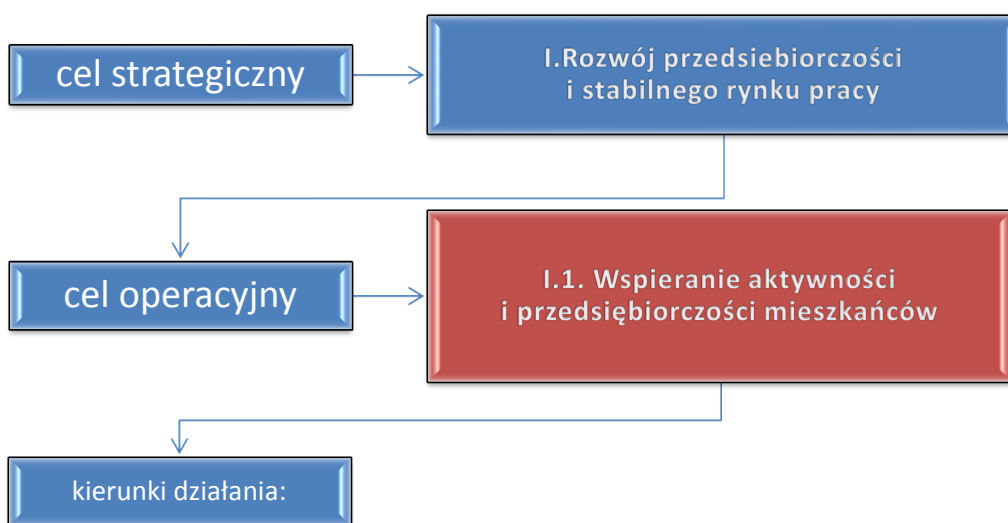 cel strategiczny
I.Rozwój przedsiebiorczości
i stabilnego rynku pracy
cel operacyjny
I.1. Wspieranie aktywności
i przedsiębiorczości mieszkańców
kierunki działania: